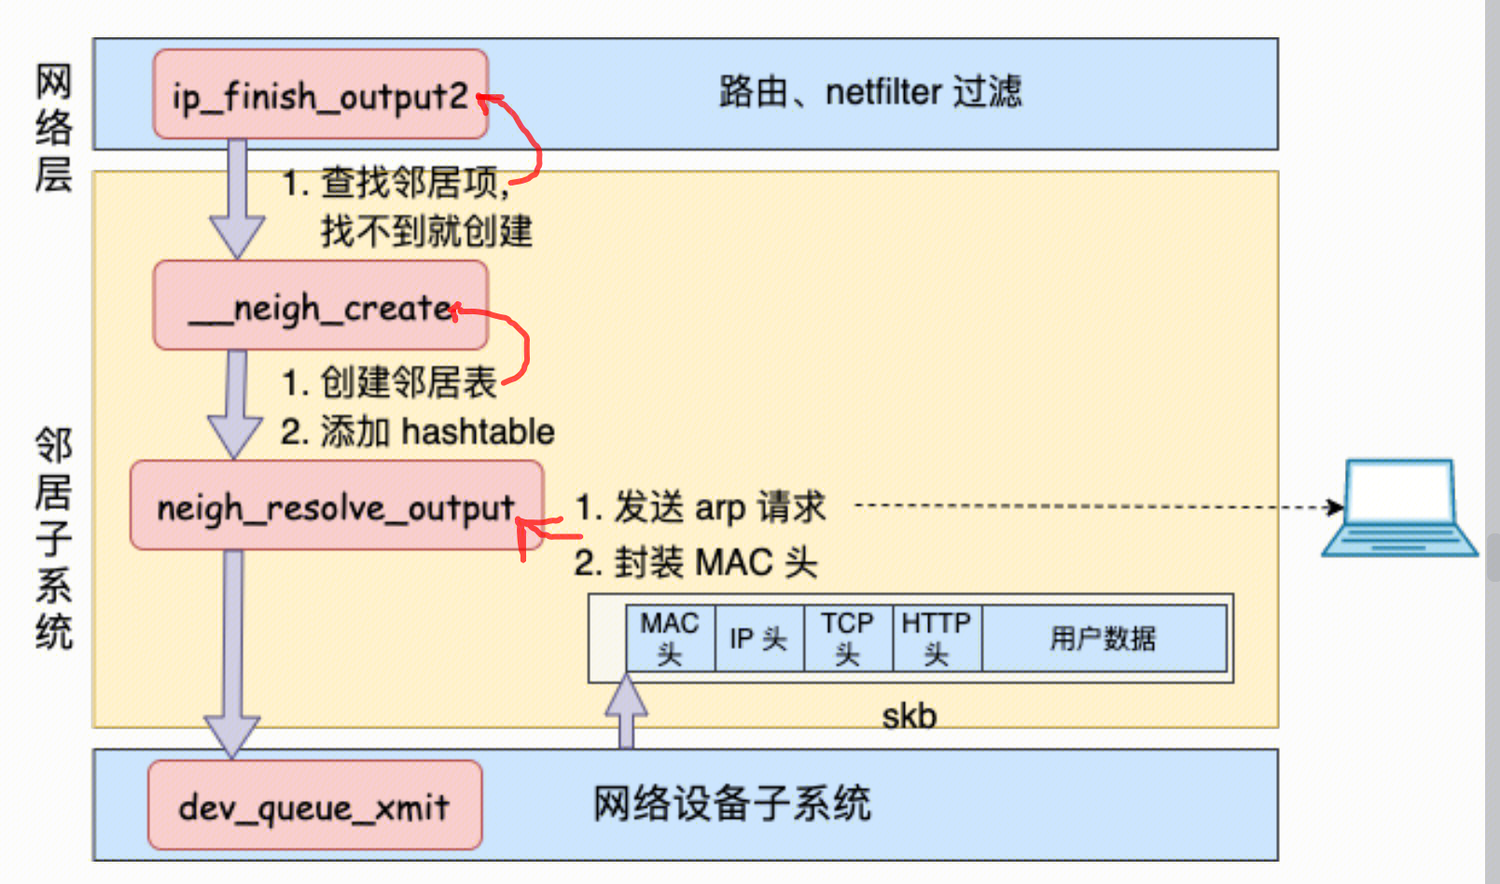 网络层
ip_finish_output2
路由、netfilter 过滤
1. 查找邻居项,
找不到就创建
邻居子系统
__neigh_create
1. 创建邻居表
2. 添加 hashtable
neigh_resolve_output
1. 发送 arp 请求
2. 封装 MAC 头
MAC 头
IP 头
TCP 头
HTTP 头
用户数据
skb
dev_queue_xmit
网络设备子系统